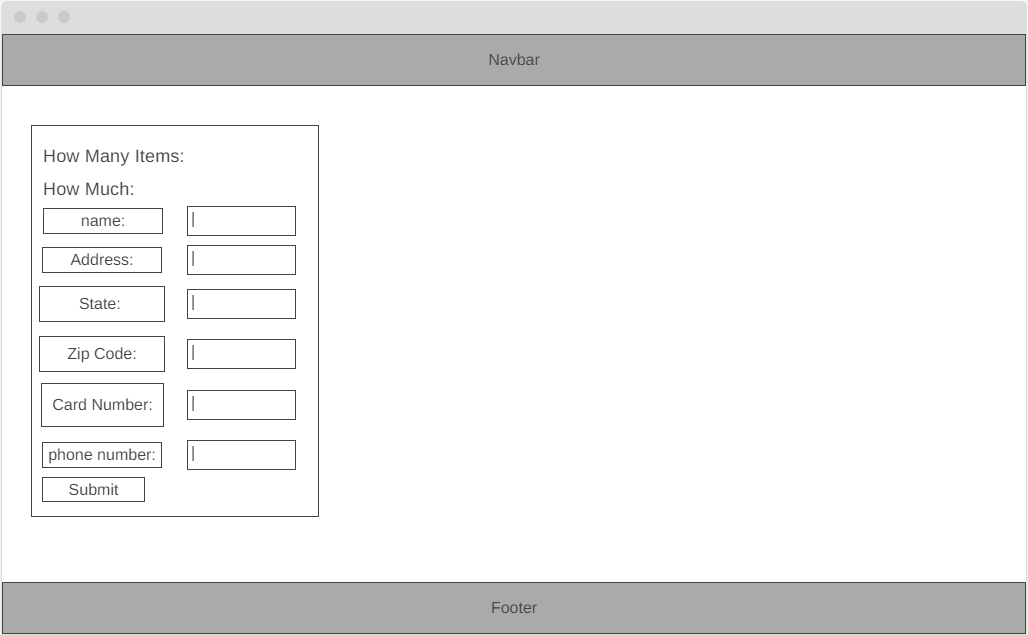 Navbar
How Many Items:
How Much:
name:
Address:
State:
Zip Code:
Card Number:
phone number:
Submit
Footer